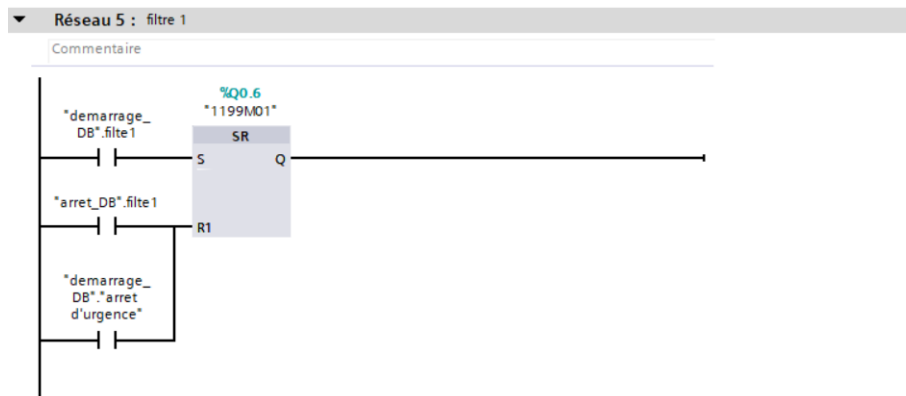 Réseau 5 : filtre 1
Commentaire
%Q0.6
"1199M01"
"demarrage_
DB".filte1
SR
S
Q
"arret_DB".filte1
R1
"demarrage_
DB"."arret
d'urgence"